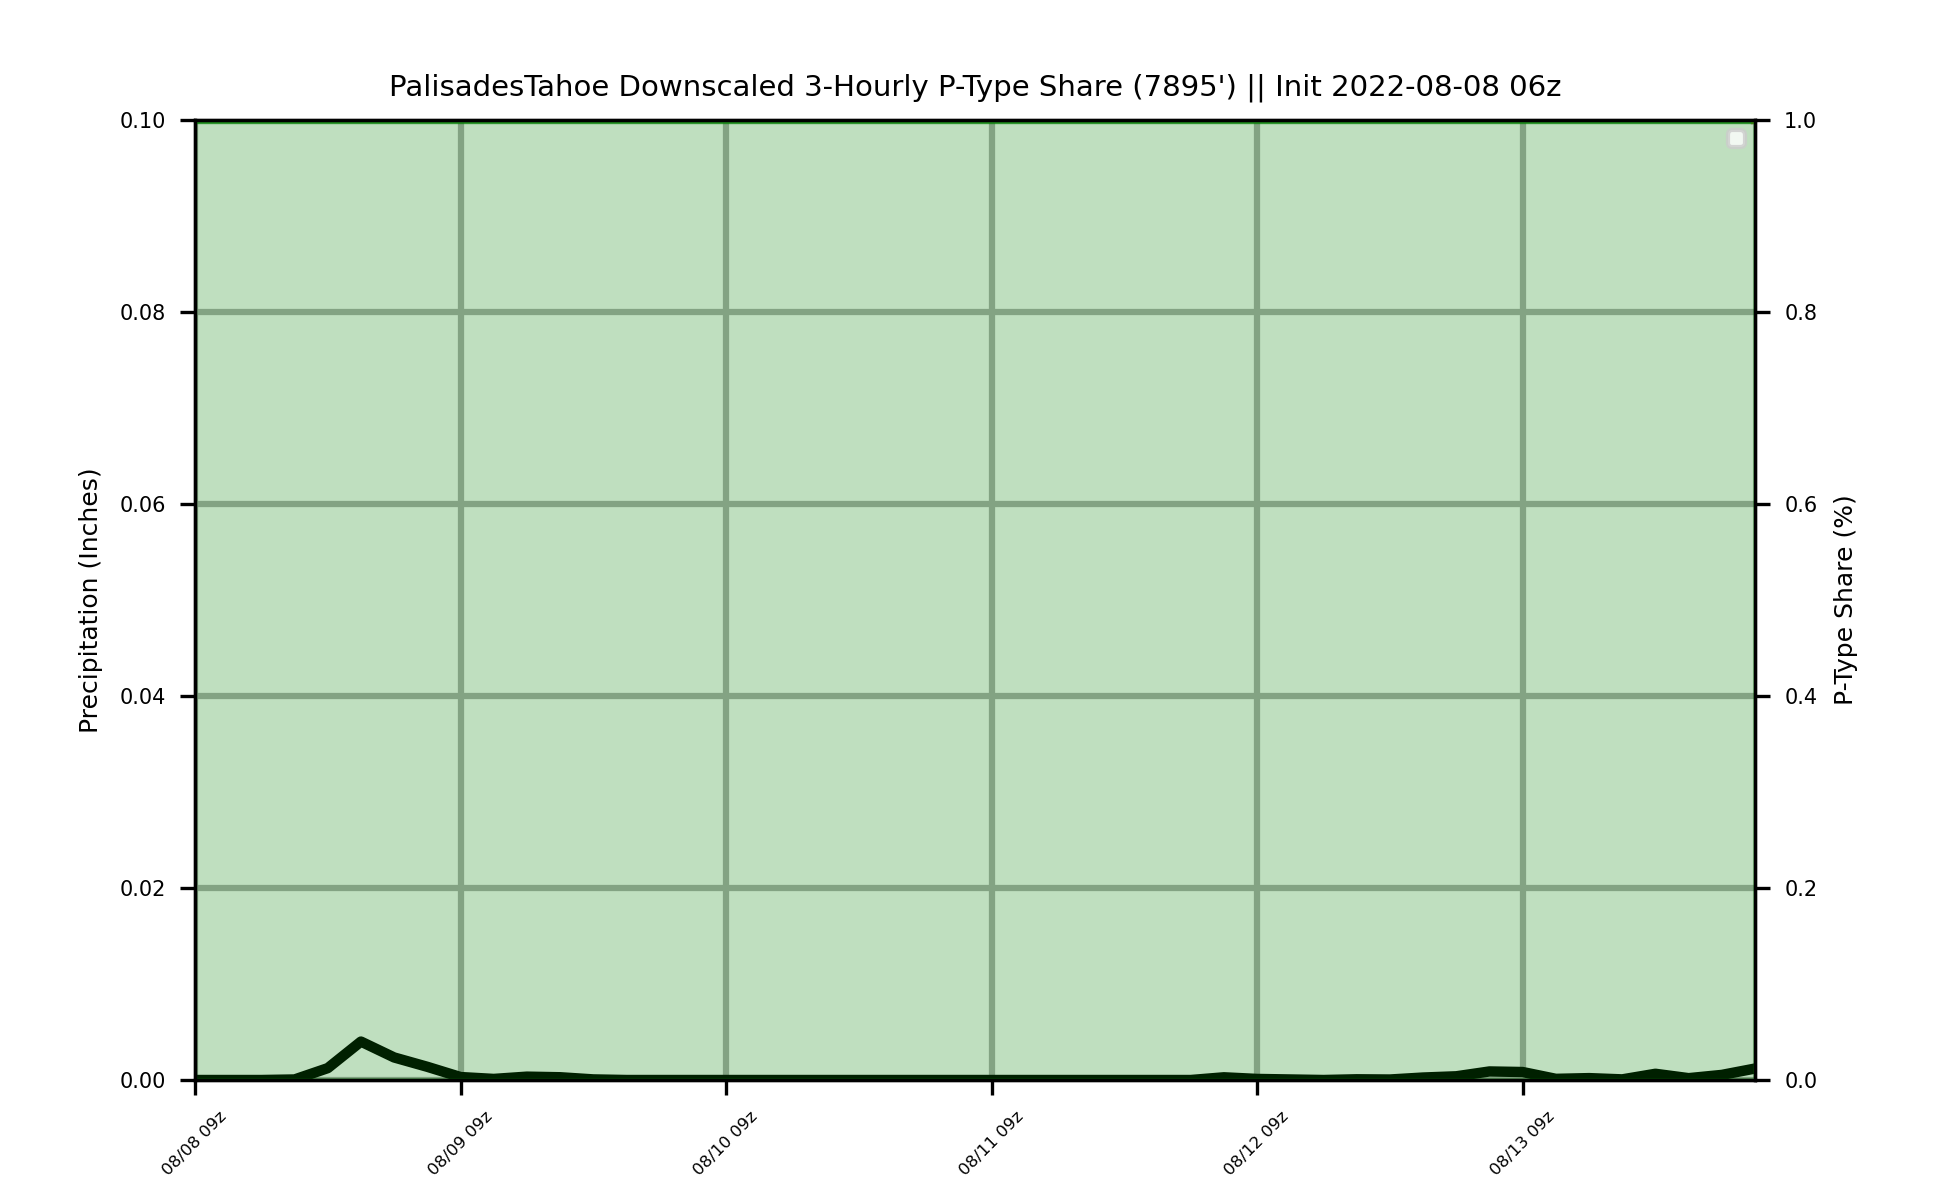 PalisadesTahoe Downscaled 3-Hourly P-Type Share (7895') || Init 2022-08-08 06z
0.10
0.08
0.06
0.04
0.02
0.00
Precipitation (Inches)
1.0
0.8
0.6
0.4
0.2
0.0
P-Type Share (%)
08/08 09z
08/09 09z
08/10 09z
08/11 09z
08/12 09z
08/13 09z